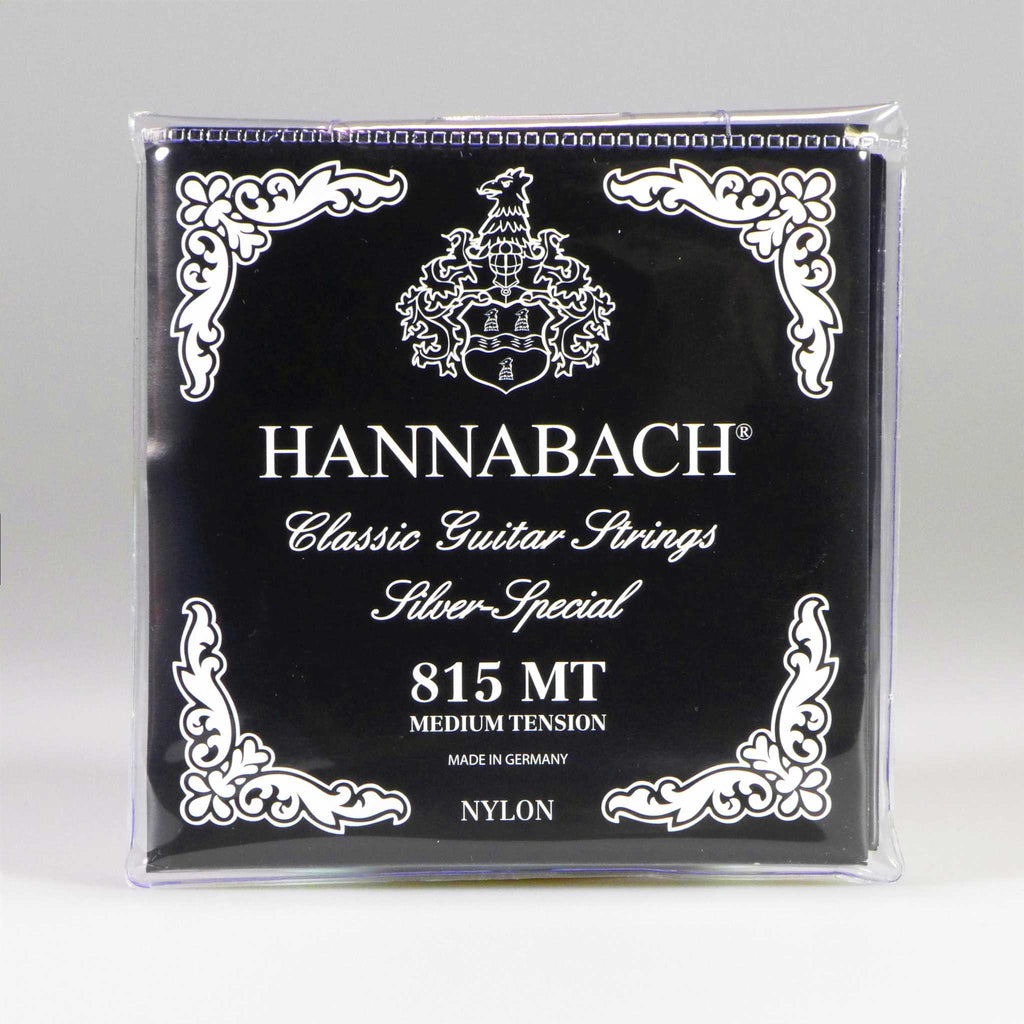 HANNABACH®
Classic Guitar Strings
Silver-Special
815 MT
MEDIUM TENSION
MADE IN GERMANY
NYLON